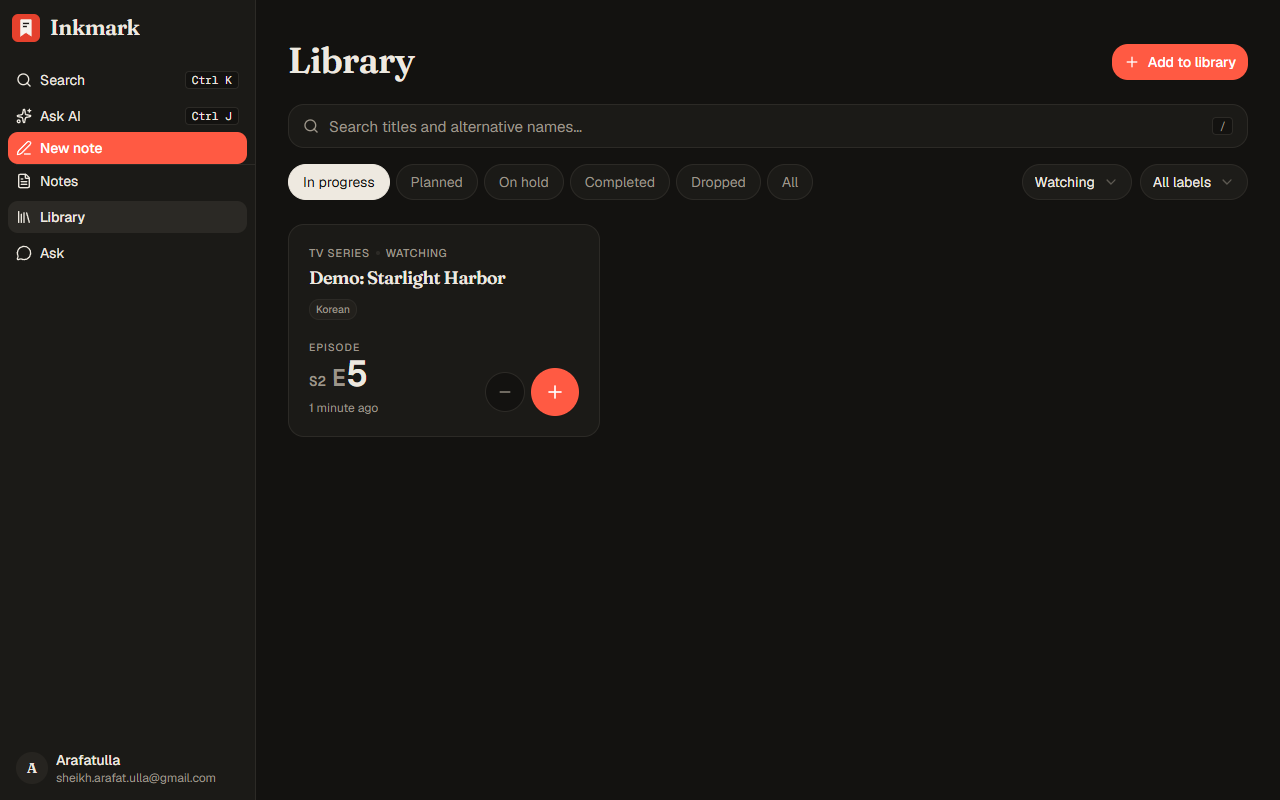 Inkmark
Search Ctrl K
Ask AI Ctrl J
New note
Notes
Library
Ask
Arafatulla
sheikh.arafat.ulla@gmail.com
Library
+ Add to library
Search titles and alternative names... /
In progress Planned On hold Completed Dropped All Watching All labels
TV SERIES · WATCHING
Demo: Starlight Harbor
Korean
EPISODE
S2 E5
1 minute ago
A